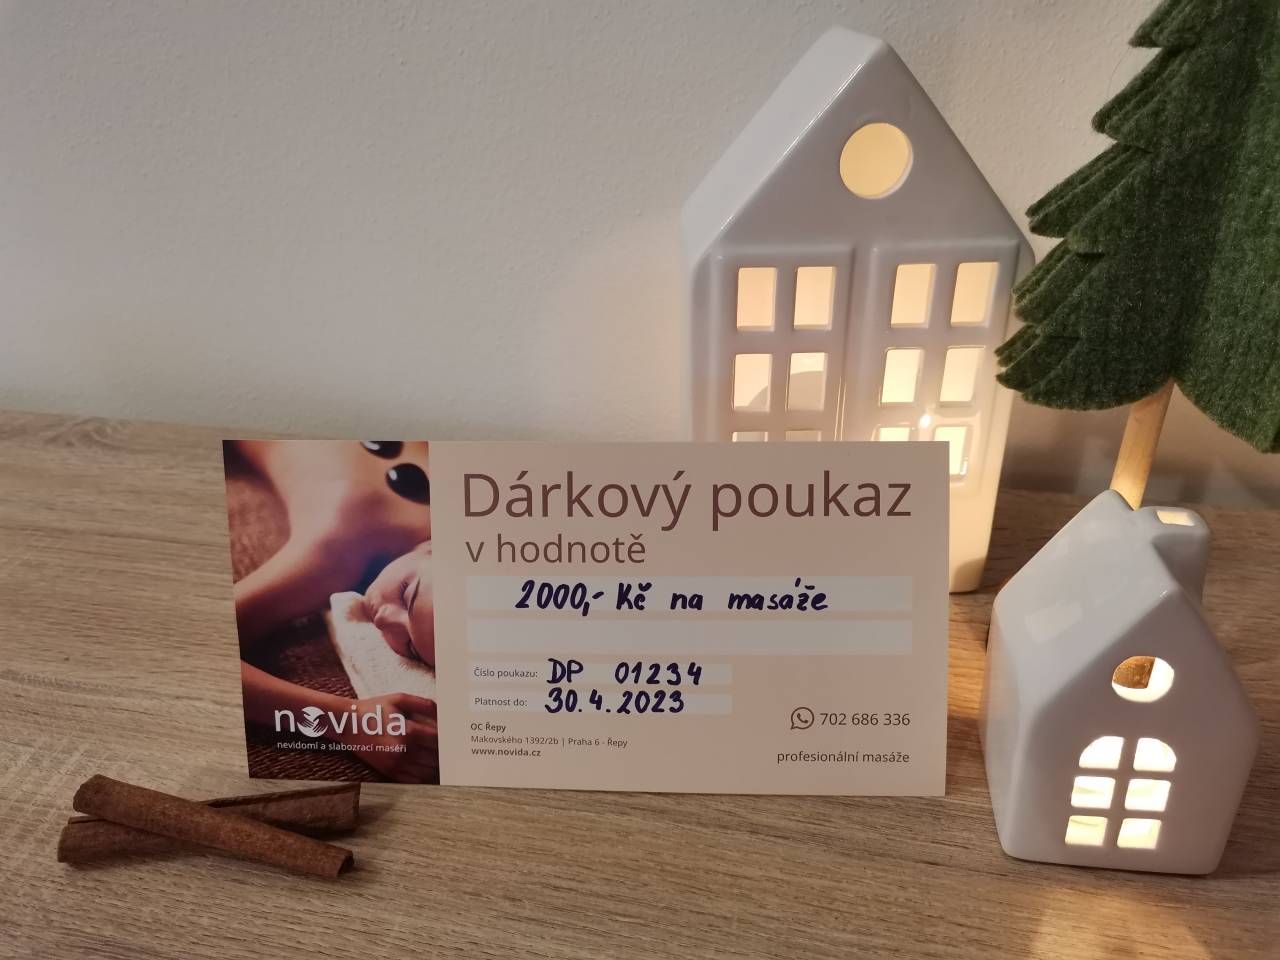 Dárkový poukaz
v hodnotě
2000,- Kč na masáže
Číslo poukazu: DP 01234
Platnost do: 30.4.2023
OC Řepy
Makovského 1392/2b | Praha 6 - Řepy
www.novida.cz
702 686 336
profesionální masáže
novida
nevidomí a slabozrací maséři